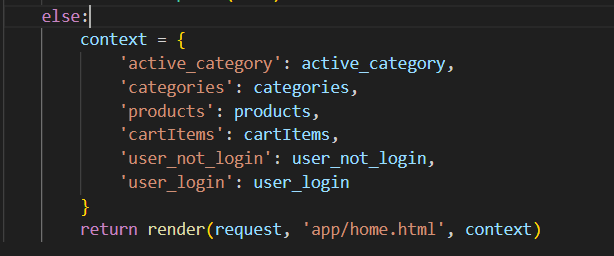 else:
context = {
'active_category': active_category,
'categories': categories,
'products': products,
'cartItems': cartItems,
'user_not_login': user_not_login,
'user_login': user_login
}
return render(request, 'app/home.html', context)